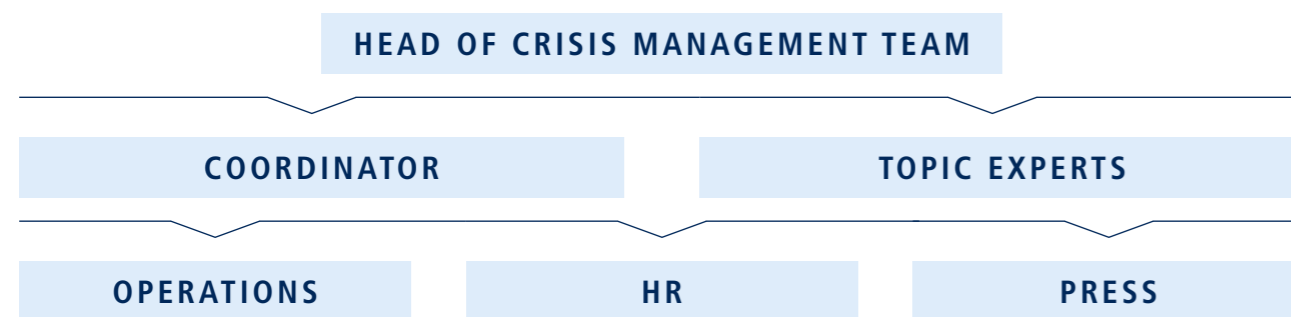 HEAD OF CRISIS MANAGEMENT TEAM
COORDINATOR
TOPIC EXPERTS
OPERATIONS
HR
PRESS